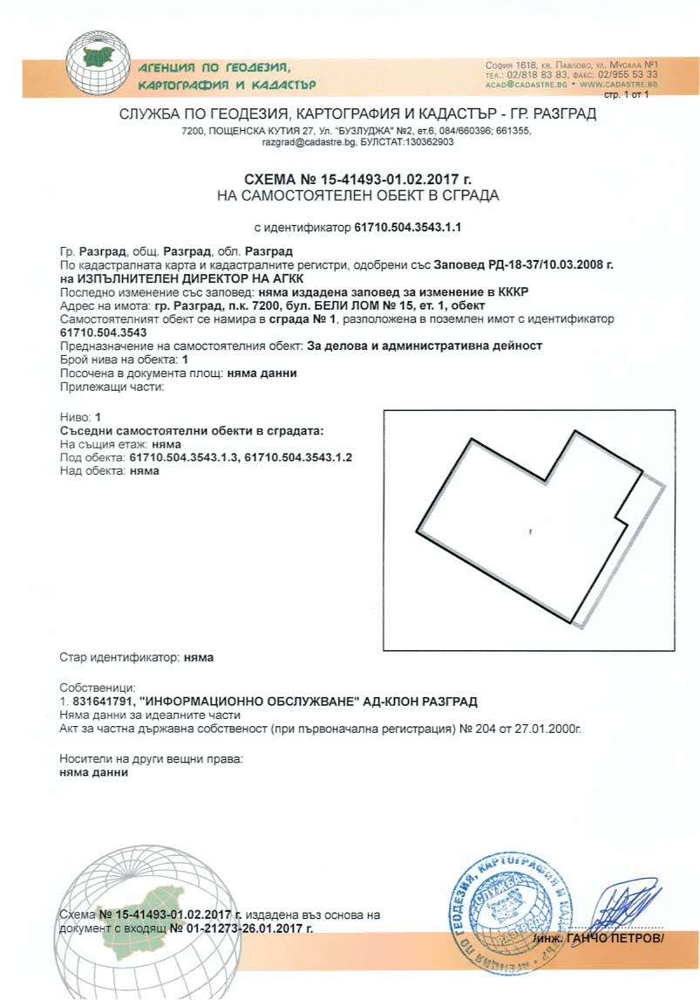 АГЕНЦИЯ ПО ГЕОДЕЗИЯ,
КАРТОГРАФИЯ И КАДАСТЪР
София 1618, кв. Павлово, ул. Мусала №1
тел.: 02/818 83 83, факс: 02/955 53 33
ACAD@CADASTRE.BG • WWW.CADASTRE.BG
стр. 1 от 1
СЛУЖБА ПО ГЕОДЕЗИЯ, КАРТОГРАФИЯ И КАДАСТЪР - ГР. РАЗГРАД
7200, ПОЩЕНСКА КУТИЯ 27, Ул. "БУЗЛУДЖА" №2, ет.6, 084/660396; 661355,
razgrad@cadastre.bg, БУЛСТАТ:130362903
СХЕМА № 15-41493-01.02.2017 г.
НА САМОСТОЯТЕЛЕН ОБЕКТ В СГРАДА
с идентификатор 61710.504.3543.1.1
Гр. Разград, общ. Разград, обл. Разград
По кадастралната карта и кадастралните регистри, одобрени със Заповед РД-18-37/10.03.2008 г.
на ИЗПЪЛНИТЕЛЕН ДИРЕКТОР НА АГКК
Последно изменение със заповед: няма издадена заповед за изменение в КККР
Адрес на имота: гр. Разград, п.к. 7200, бул. БЕЛИ ЛОМ № 15, ет. 1, обект
Самостоятелният обект се намира в сграда № 1, разположена в поземлен имот с идентификатор
61710.504.3543
Предназначение на самостоятелния обект: За делова и административна дейност
Брой нива на обекта: 1
Посочена в документа площ: няма данни
Прилежащи части:
Ниво: 1
Съседни самостоятелни обекти в сградата:
На същия етаж: няма
Под обекта: 61710.504.3543.1.3, 61710.504.3543.1.2
Над обекта: няма
1
Стар идентификатор: няма
Собственици:
1. 831641791, "ИНФОРМАЦИОННО ОБСЛУЖВАНЕ" АД-КЛОН РАЗГРАД
Няма данни за идеалните части
Акт за частна държавна собственост (при първоначална регистрация) № 204 от 27.01.2000г.
Носители на други вещни права:
няма данни
Схема № 15-41493-01.02.2017 г. издадена въз основа на
документ с входящ № 01-21273-26.01.2017 г.
АГЕНЦИЯ ПО ГЕОДЕЗИЯ, КАРТОГРАФИЯ И КАДАСТЪР
СЛУЖБА
/инж. ГАНЧО ПЕТРОВ/